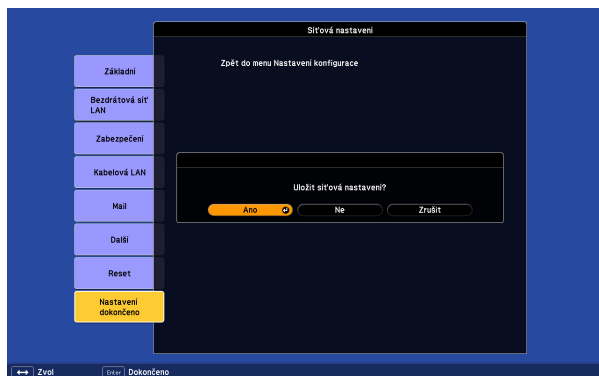 Síťová nastavení
Zpět do menu Nastavení konfigurace
Základní
Bezdrátová síť
LAN
Zabezpečení
Kabelová LAN
Mail
Další
Reset
Nastavení
dokončeno
Uložit síťová nastavení?
Ano
Ne
Zrušit
Zvol
Enter Dokončeno